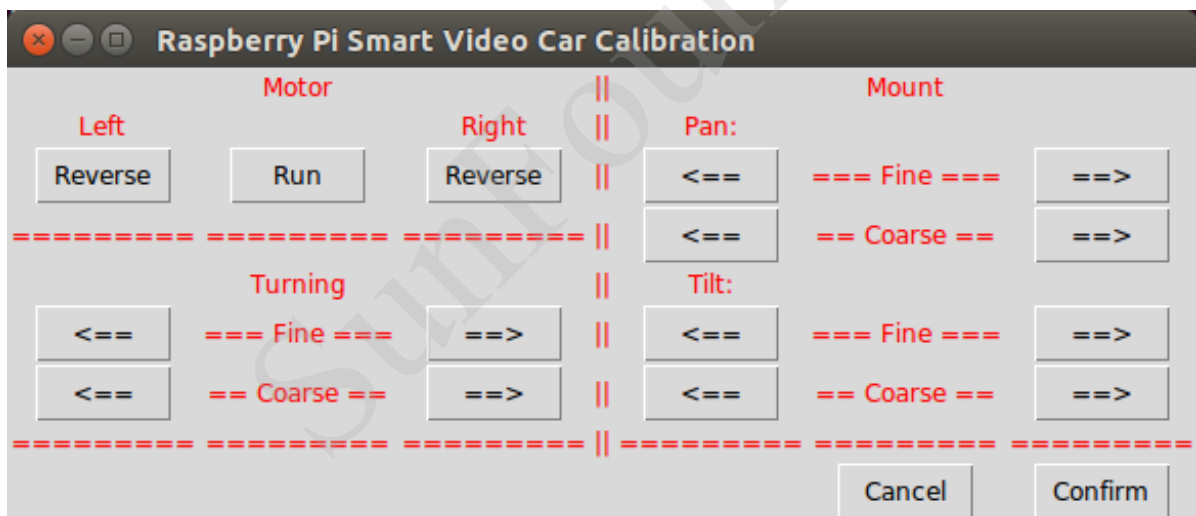 Raspberry Pi Smart Video Car Calibration
Motor || Mount
Left Right || Pan:
Reverse Run Reverse || <== === Fine === ==>
========= ========= ========= || <== == Coarse == ==>
Turning || Tilt:
<== === Fine === ==> || <== === Fine === ==>
<== == Coarse == ==> || <== == Coarse == ==>
========= ========= ========= || ========= ========= =========
Cancel Confirm